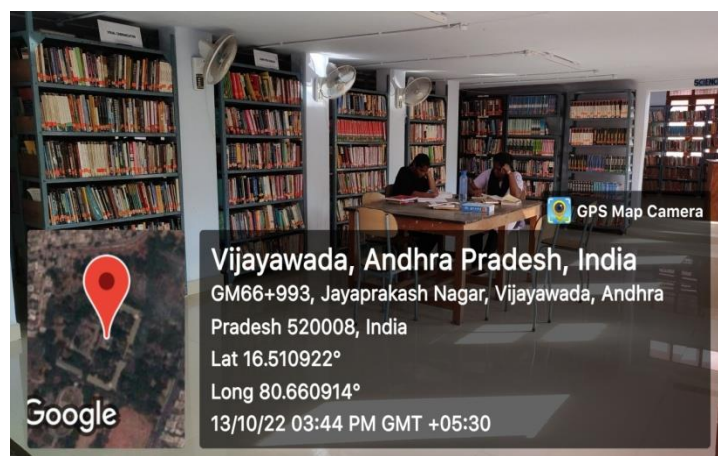 GPS Map Camera
Vijayawada, Andhra Pradesh, India
GM66+993, Jayaprakash Nagar, Vijayawada, Andhra
Pradesh 520008, India
Lat 16.510922°
Long 80.660914°
13/10/22 03:44 PM GMT +05:30
Google